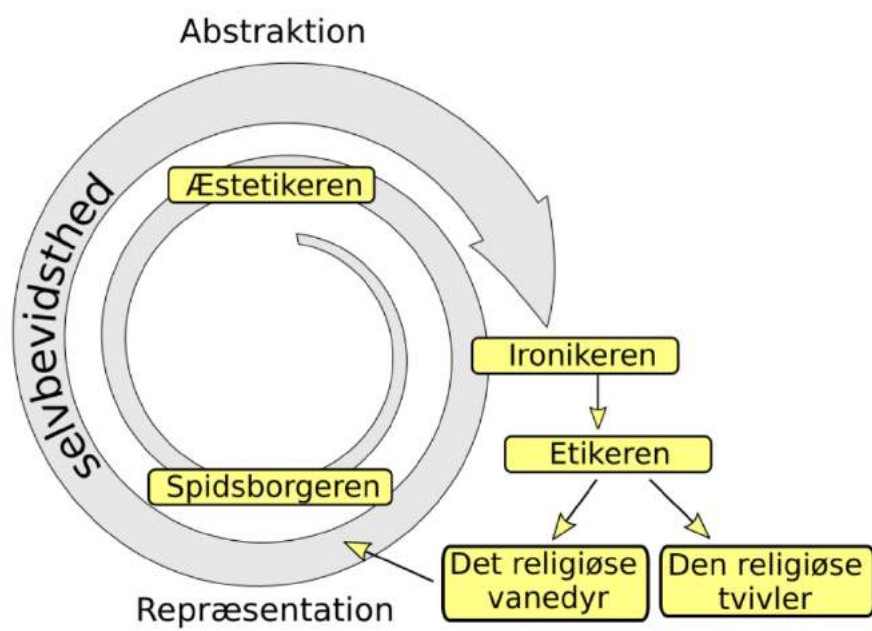 Abstraktion
Æstetikeren
selvbevidsthed
Ironikeren
Etikeren
Spidsborgeren
Det religiøse
vanedyr
Den religiøse
tvivler
Repræsentation